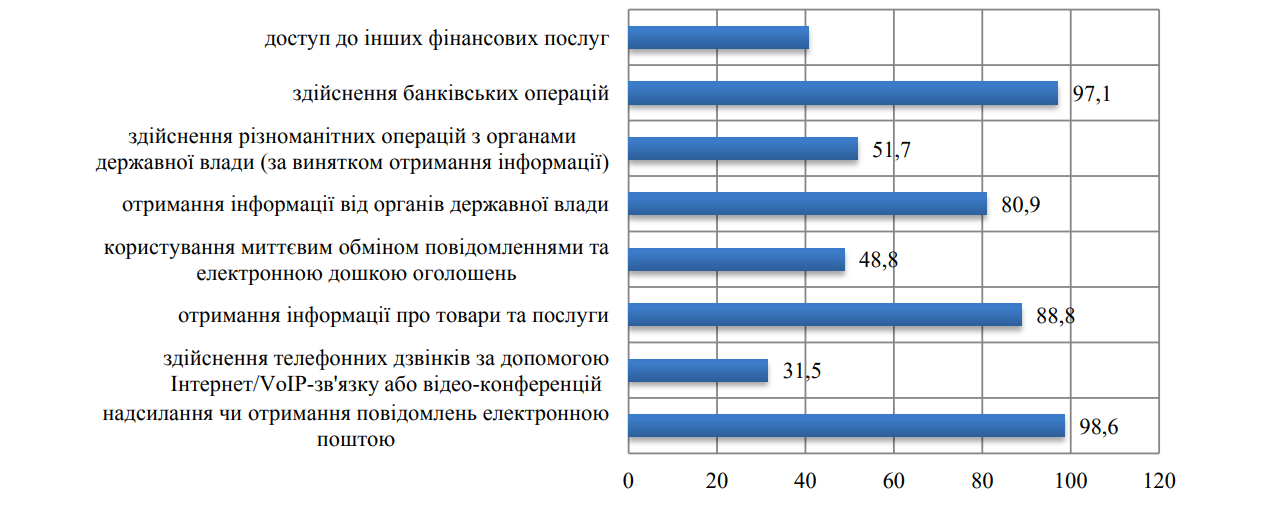 доступ до інших фінансових послуг
здійснення банківських операцій
97,1
здійснення різноманітних операцій з органами
державної влади (за винятком отримання інформації)
51,7
отримання інформації від органів державної влади
80,9
користування миттєвим обміном повідомленнями та
електронною дошкою оголошень
48,8
отримання інформації про товари та послуги
88,8
здійснення телефонних дзвінків за допомогою
Інтернет/VoIP-зв'язку або відео-конференцій
31,5
надсилання чи отримання повідомлень електронною
поштою
98,6
0 20 40 60 80 100 120